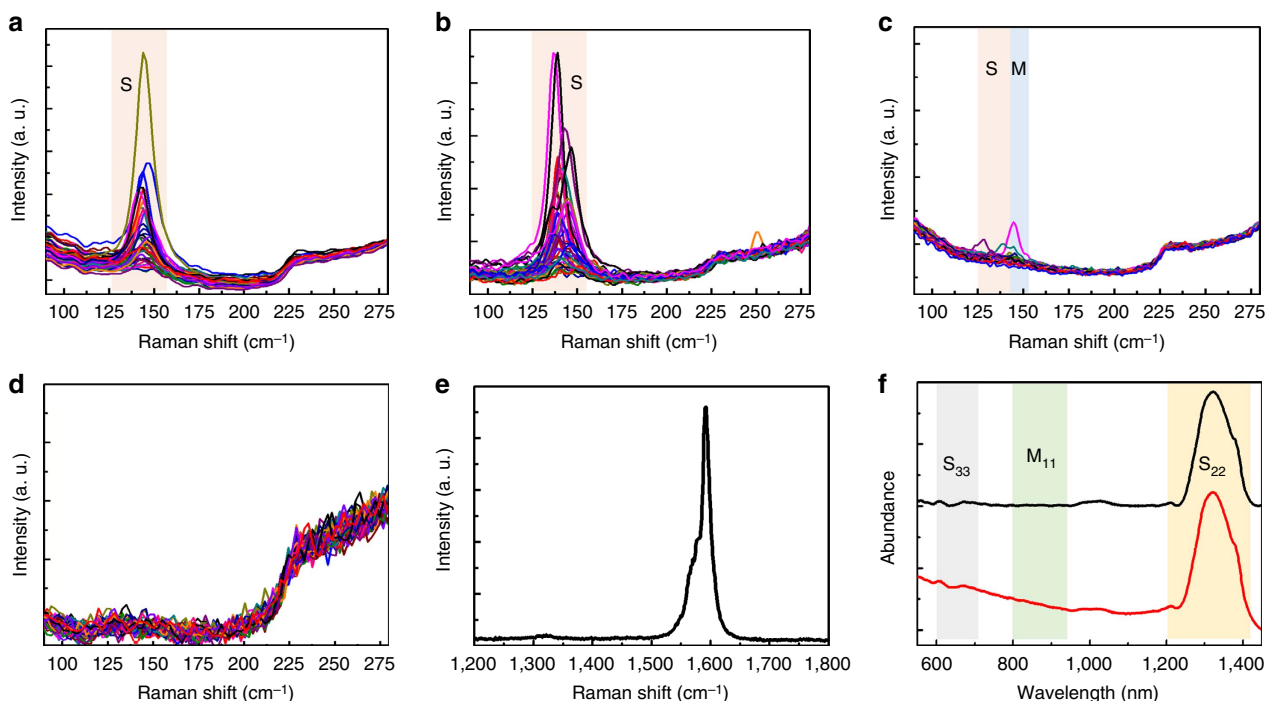 a
S
Intensity (a. u.)
100 125 150 175 200 225 250 275
Raman shift (cm⁻¹)
b
S
Intensity (a. u.)
100 125 150 175 200 225 250 275
Raman shift (cm⁻¹)
c
S M
Intensity (a. u.)
100 125 150 175 200 225 250 275
Raman shift (cm⁻¹)
d
Intensity (a. u.)
100 125 150 175 200 225 250 275
Raman shift (cm⁻¹)
e
Intensity (a. u.)
1,200 1,300 1,400 1,500 1,600 1,700 1,800
Raman shift (cm⁻¹)
f
S₃₃ M₁₁ S₂₂
Abundance
600 800 1,000 1,200 1,400
Wavelength (nm)